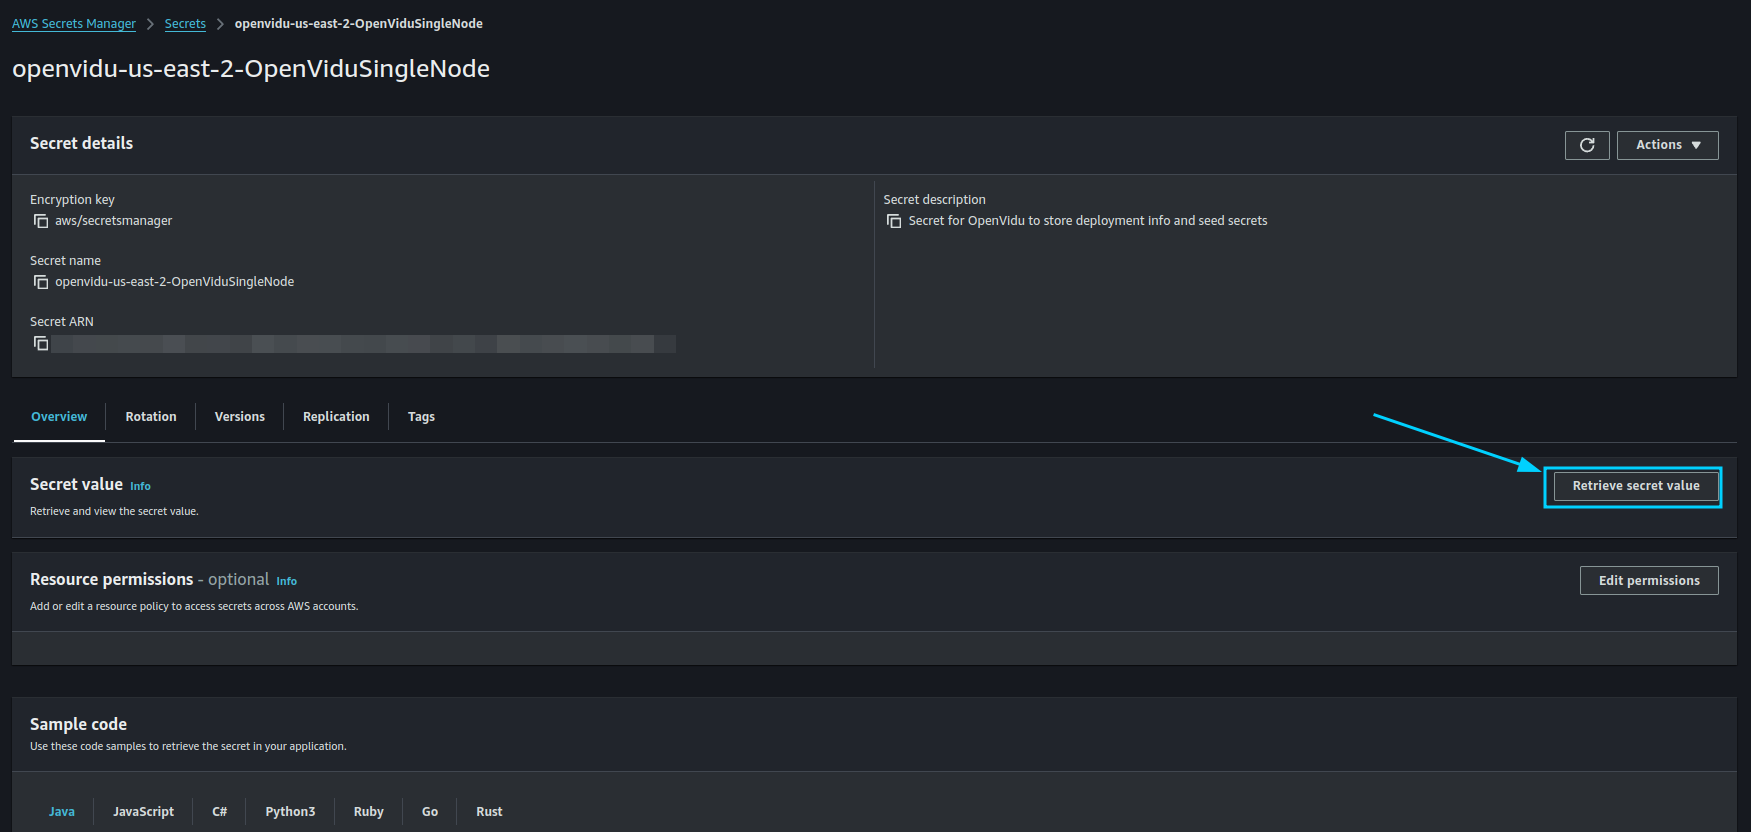 AWS Secrets Manager > Secrets > openvidu-us-east-2-OpenViduSingleNode
openvidu-us-east-2-OpenViduSingleNode
Secret details
Actions
Encryption key
aws/secretsmanager
Secret name
openvidu-us-east-2-OpenViduSingleNode
Secret ARN
Secret description
Secret for OpenVidu to store deployment info and seed secrets
Overview
Rotation
Versions
Replication
Tags
Secret value Info
Retrieve and view the secret value.
Retrieve secret value
Resource permissions - optional Info
Add or edit a resource policy to access secrets across AWS accounts.
Edit permissions
Sample code
Use these code samples to retrieve the secret in your application.
Java
JavaScript
C#
Python3
Ruby
Go
Rust